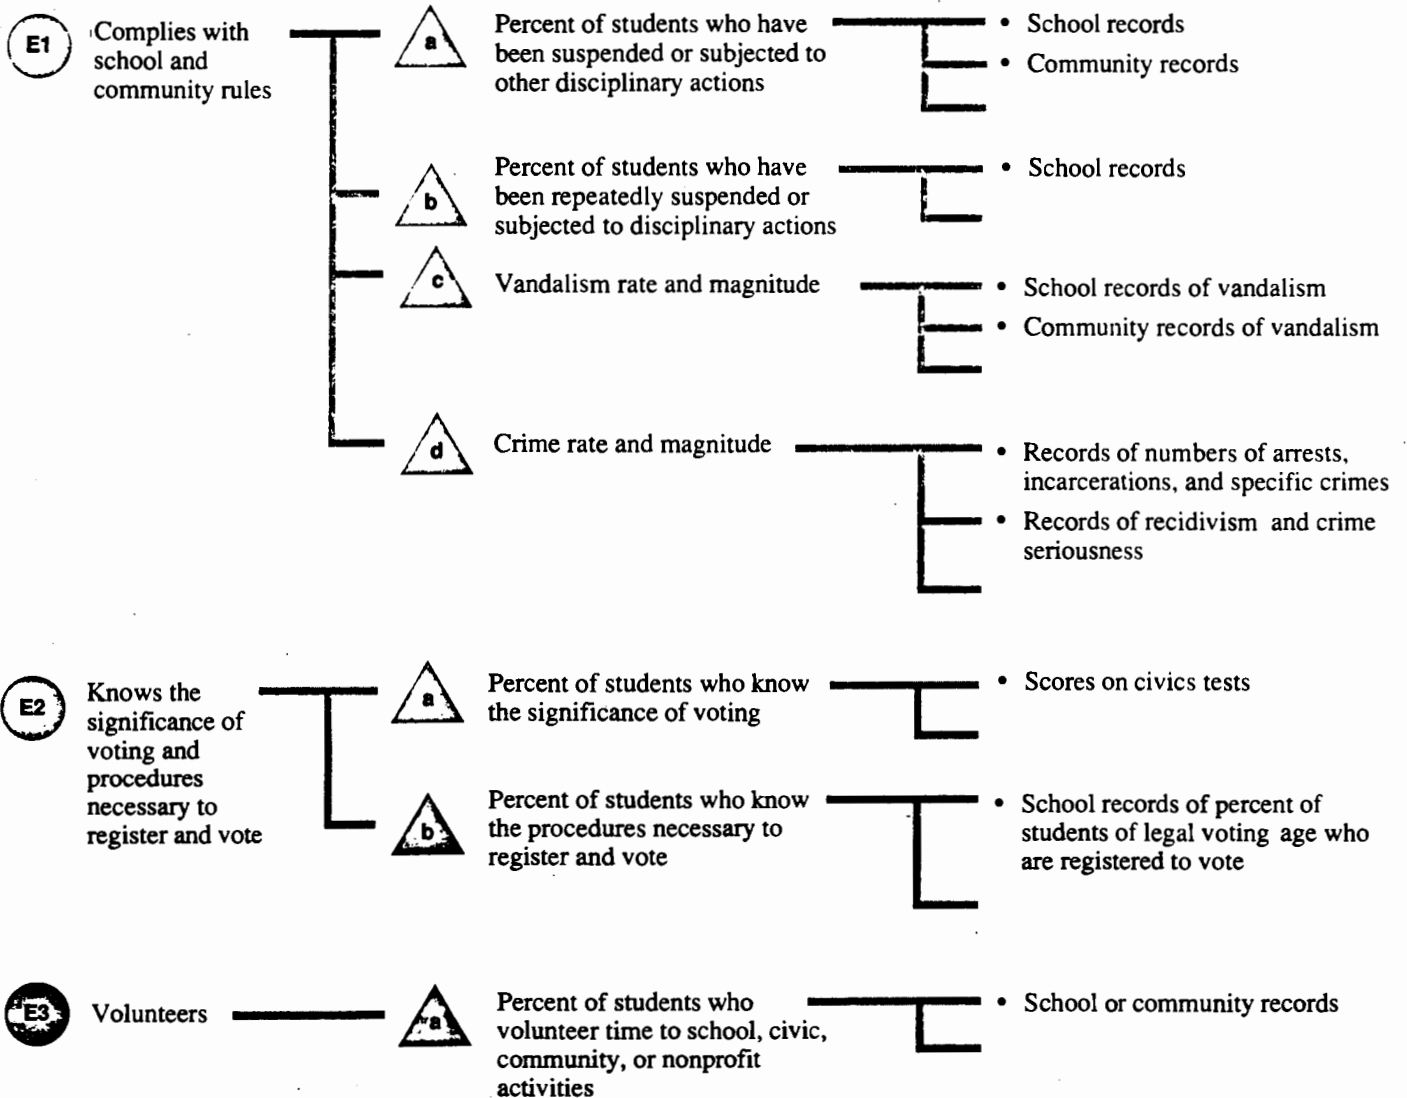 E1
Complies with
school and
community rules
a
Percent of students who have
been suspended or subjected to
other disciplinary actions
• School records
• Community records
b
Percent of students who have
been repeatedly suspended or
subjected to disciplinary actions
• School records
c
Vandalism rate and magnitude
• School records of vandalism
• Community records of vandalism
d
Crime rate and magnitude
• Records of numbers of arrests,
incarcerations, and specific crimes
• Records of recidivism and crime
seriousness
E2
Knows the
significance of
voting and
procedures
necessary to
register and vote
a
Percent of students who know
the significance of voting
• Scores on civics tests
b
Percent of students who know
the procedures necessary to
register and vote
• School records of percent of
students of legal voting age who
are registered to vote
E3
Volunteers
a
Percent of students who
volunteer time to school, civic,
community, or nonprofit
activities
• School or community records